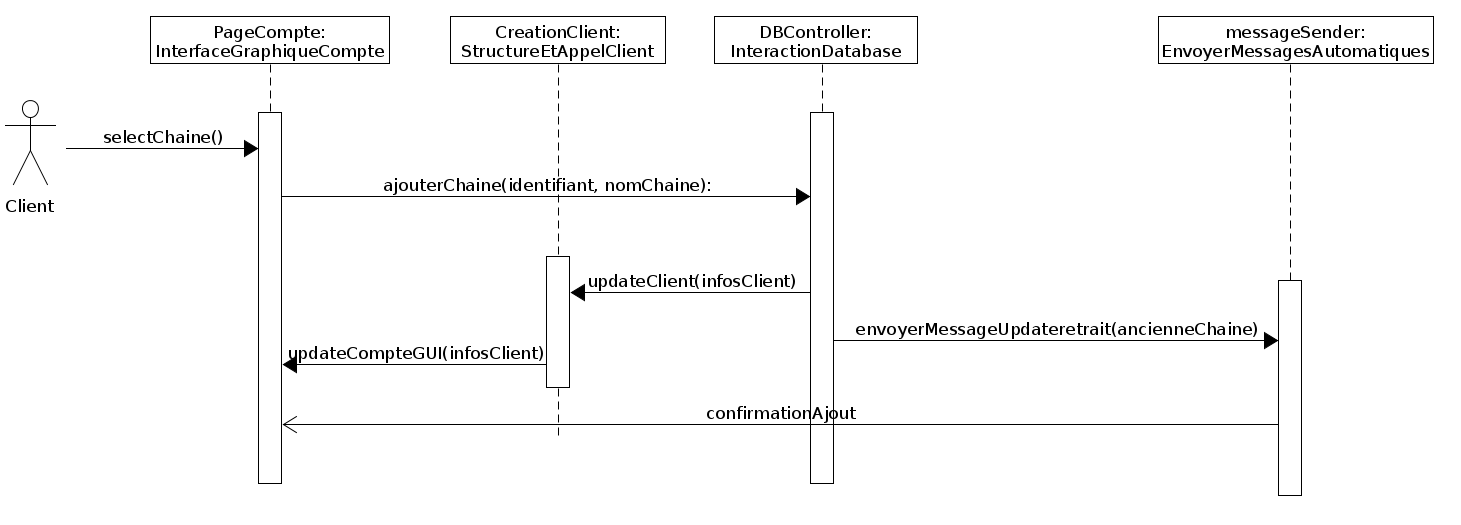 PageCompte:
InterfaceGraphiqueCompte
CreationClient:
StructureEtAppelClient
DBController:
InteractionDatabase
messageSender:
EnvoyerMessagesAutomatiques
selectChaine()
Client
ajouterChaine(identifiant, nomChaine):
updateClient(infosClient)
envoyerMessageUpdateretrait(ancienneChaine)
updateCompteGUI(infosClient)
confirmationAjout